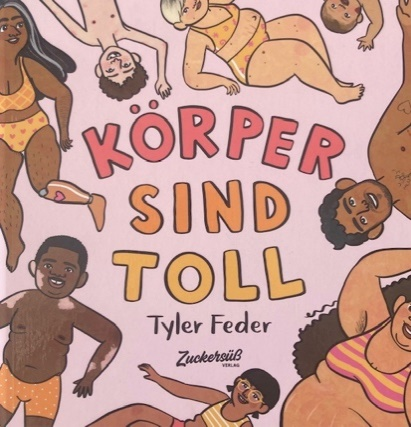 KÖRPER
SIND
TOLL
Tyler Feder
Zuckersüß
VERLAG